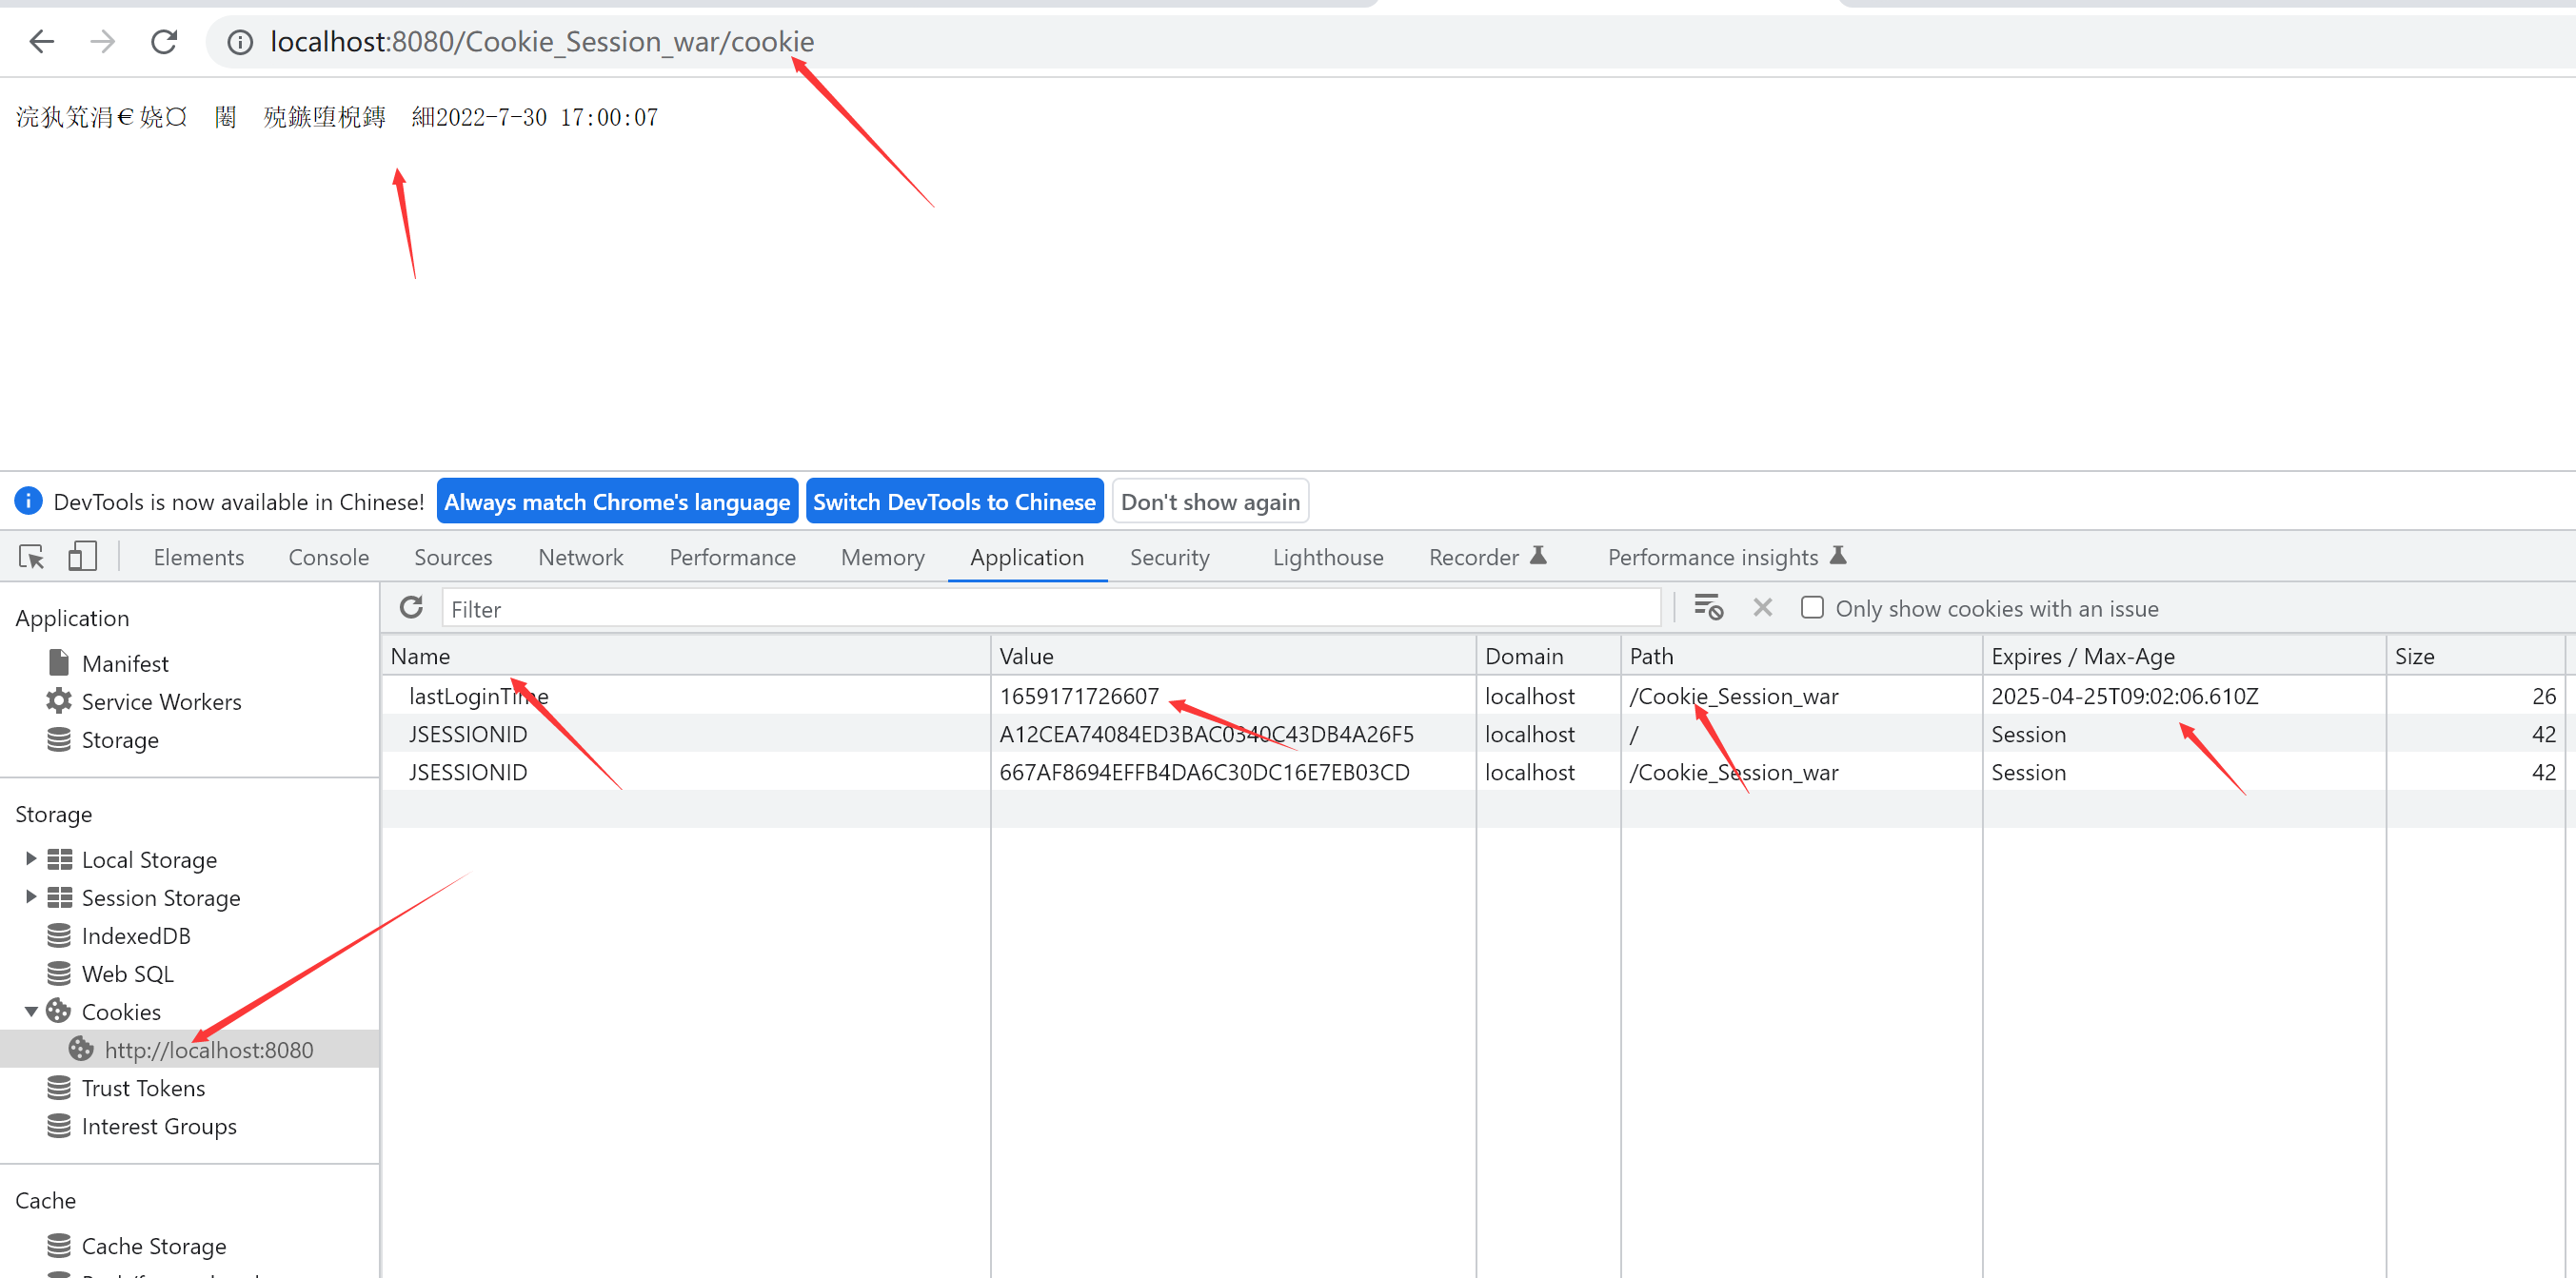 localhost:8080/Cookie_Session_war/cookie
浣犱笂涓€娆¤闂殑鏃堕棿鏄細2022-7-30 17:00:07
DevTools is now available in Chinese! Always match Chrome's language Switch DevTools to Chinese Don't show again
Elements Console Sources Network Performance Memory Application Security Lighthouse Recorder Performance insights
Application
Manifest
Service Workers
Storage
Storage
Local Storage
Session Storage
IndexedDB
Web SQL
Cookies
http://localhost:8080
Trust Tokens
Interest Groups
Cache
Cache Storage
Filter Only show cookies with an issue
Name Value Domain Path Expires / Max-Age Size
lastLoginTime 1659171726607 localhost /Cookie_Session_war 2025-04-25T09:02:06.610Z 26
JSESSIONID A12CEA74084ED3BAC0340C43DB4A26F5 localhost / Session 42
JSESSIONID 667AF8694EFFB4DA6C30DC16E7EB03CD localhost /Cookie_Session_war Session 42